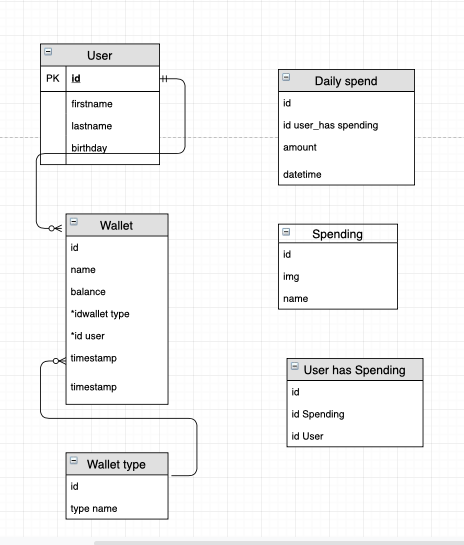 User
PK id
firstname
lastname
birthday
Wallet
id
name
balance
*idwallet type
*id user
timestamp
timestamp
Wallet type
id
type name
Daily spend
id
id user_has spending
amount
datetime
Spending
id
img
name
User has Spending
id
id Spending
id User